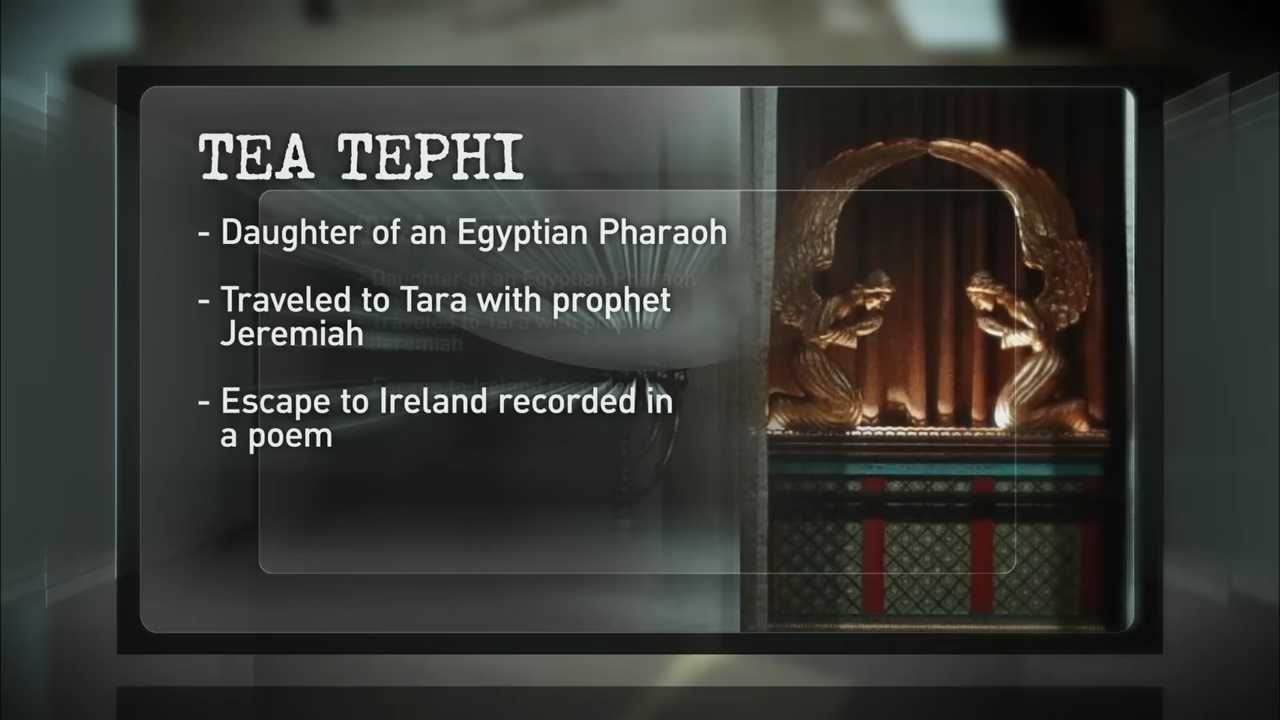 TEA TEPHI
- Daughter of an Egyptian Pharaoh
- Traveled to Tara with prophet
Jeremiah
- Escape to Ireland recorded in
a poem